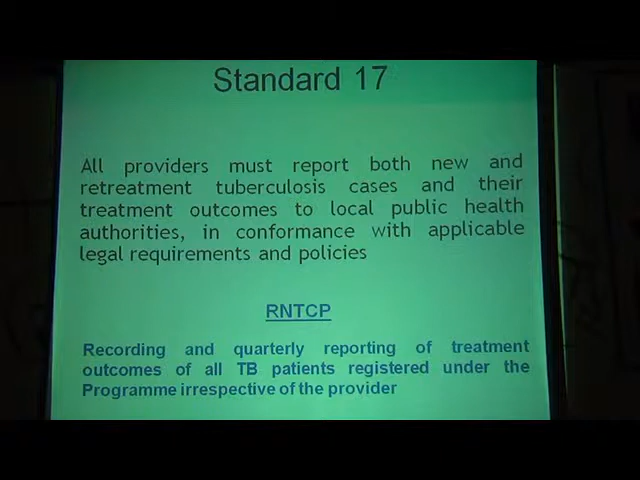 Standard 17
All providers must report both new and
retreatment tuberculosis cases and their
treatment outcomes to local public health
authorities, in conformance with applicable
legal requirements and policies
RNTCP
Recording and quarterly reporting of treatment
outcomes of all TB patients registered under the
Programme irrespective of the provider